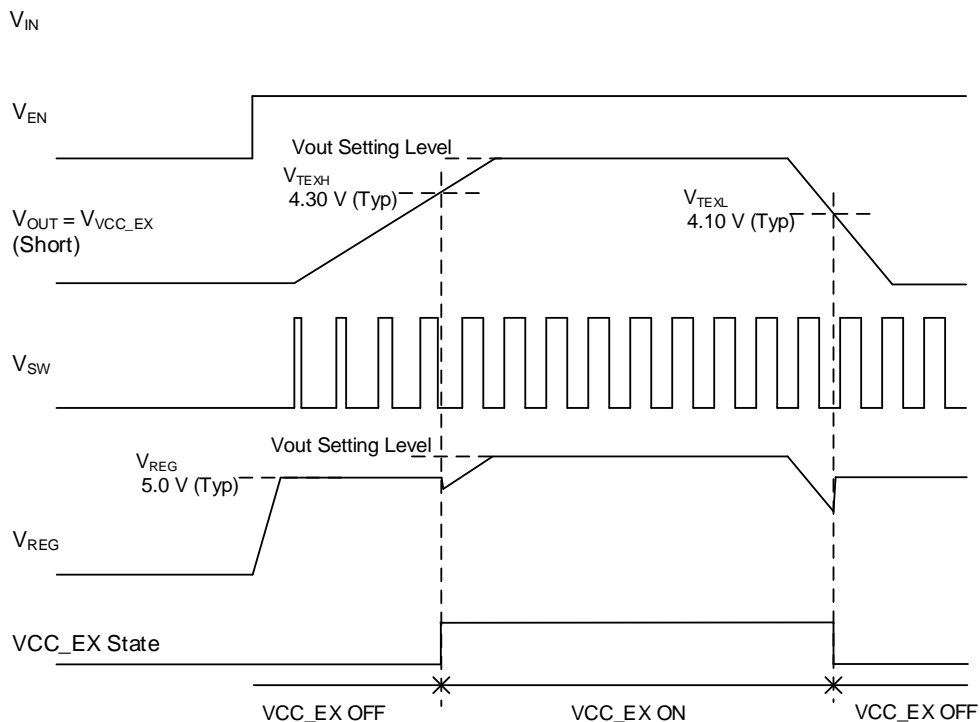 VIN
VEN
Vout Setting Level
VTEXH
4.30 V (Typ)
VTEXL
4.10 V (Typ)
VOUT = VVCC_EX
(Short)
VSW
Vout Setting Level
VREG
5.0 V (Typ)
VREG
VCC_EX State
VCC_EX OFF
VCC_EX ON
VCC_EX OFF